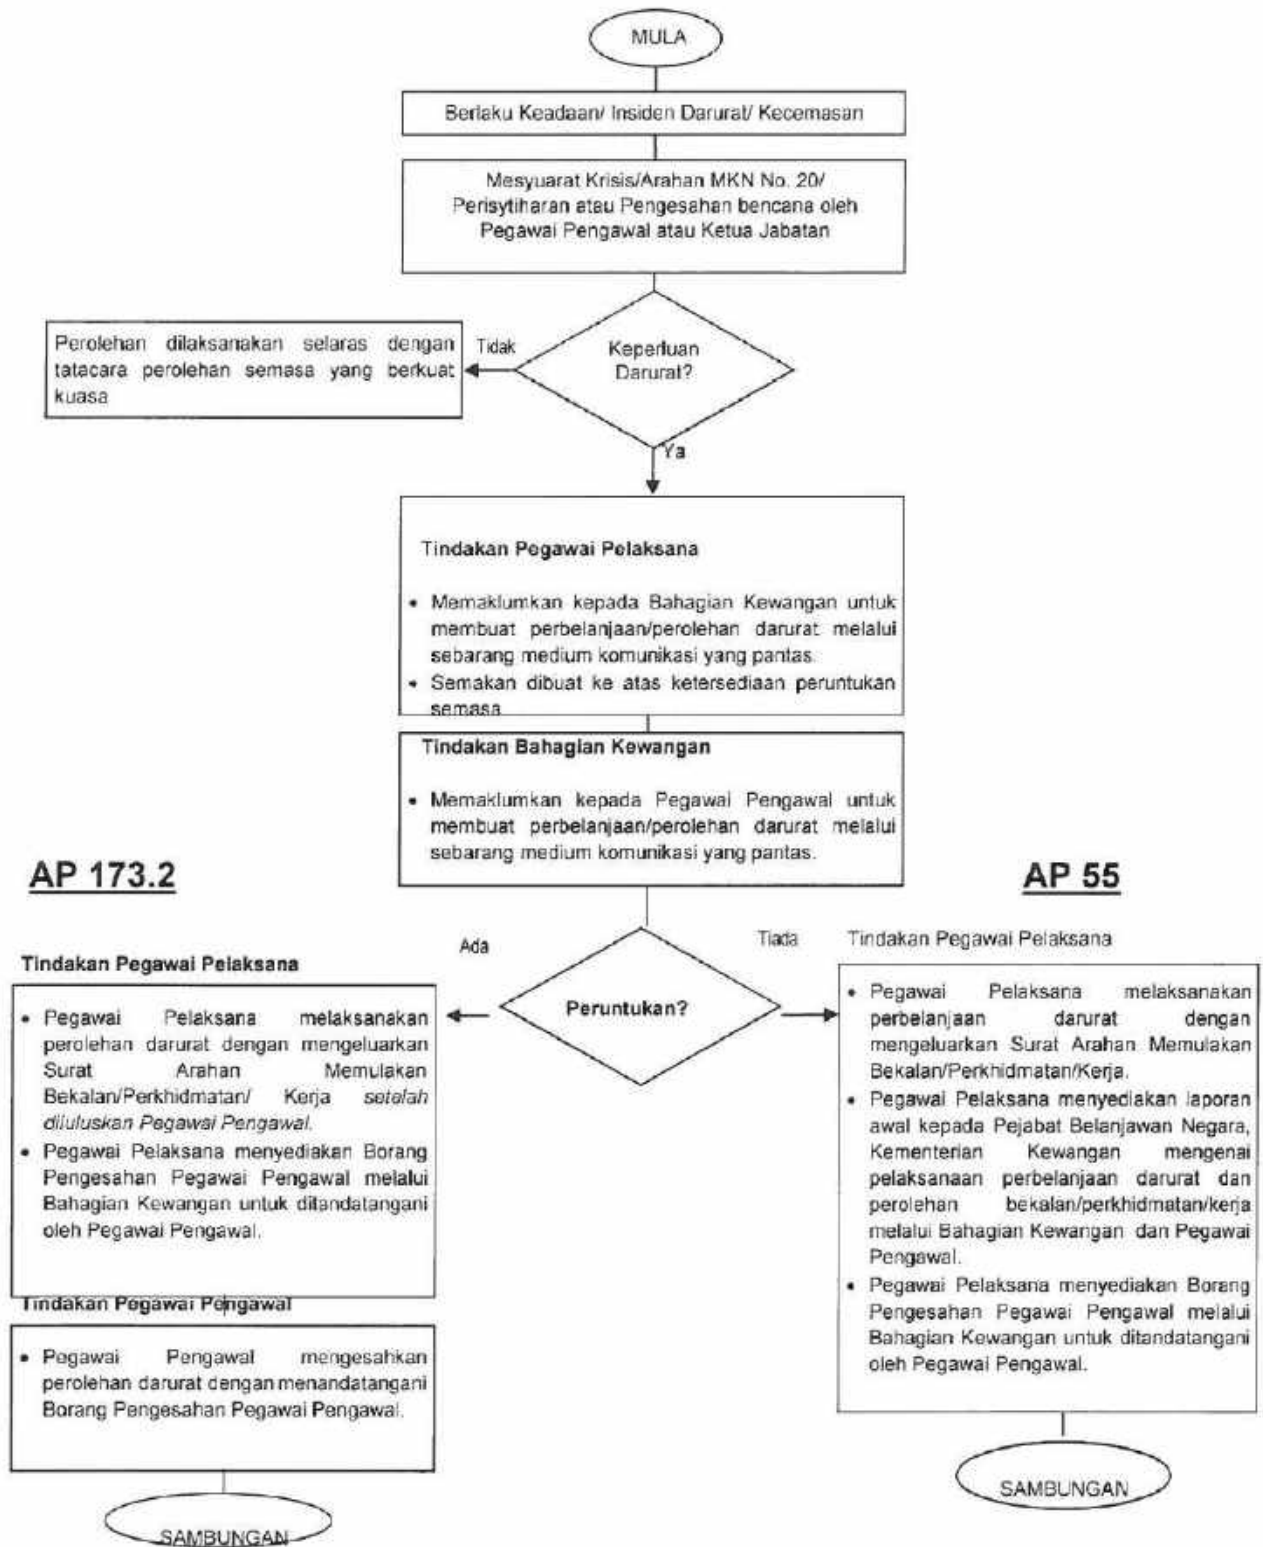 MULA
Berlaku Keadaan/ Insiden Darurat/ Kecemasan
Mesyuarat Krisis/Arahan MKN No. 20/
Perisytiharan atau Pengesahan bencana oleh
Pegawai Pengawal atau Ketua Jabatan
Keperluan
Darurat?
Tidak
Perolehan dilaksanakan selaras dengan
tatacara perolehan semasa yang berkuat
kuasa
Ya
Tindakan Pegawai Pelaksana
• Memaklumkan kepada Bahagian Kewangan untuk
membuat perbelanjaan/perolehan darurat melalui
sebarang medium komunikasi yang pantas.
• Semakan dibuat ke atas ketersediaan peruntukan
semasa
Tindakan Bahagian Kewangan
• Memaklumkan kepada Pegawai Pengawal untuk
membuat perbelanjaan/perolehan darurat melalui
sebarang medium komunikasi yang pantas.
AP 173.2
AP 55
Peruntukan?
Ada
Tiada
Tindakan Pegawai Pelaksana
• Pegawai Pelaksana melaksanakan
perolehan darurat dengan mengeluarkan
Surat Arahan Memulakan
Bekalan/Perkhidmatan/ Kerja setelah
diluluskan Pegawai Pengawal.
• Pegawai Pelaksana menyediakan Borang
Pengesahan Pegawai Pengawal melalui
Bahagian Kewangan untuk ditandatangani
oleh Pegawai Pengawal.
Tindakan Pegawai Pengawal
• Pegawai Pengawal mengesahkan
perolehan darurat dengan menandatangani
Borang Pengesahan Pegawai Pengawal.
SAMBUNGAN
Tindakan Pegawai Pelaksana
• Pegawai Pelaksana melaksanakan
perbelanjaan darurat dengan
mengeluarkan Surat Arahan Memulakan
Bekalan/Perkhidmatan/Kerja.
• Pegawai Pelaksana menyediakan laporan
awal kepada Pejabat Belanjawan Negara,
Kementerian Kewangan mengenai
pelaksanaan perbelanjaan darurat dan
perolehan bekalan/perkhidmatan/kerja
melalui Bahagian Kewangan dan Pegawai
Pengawal.
• Pegawai Pelaksana menyediakan Borang
Pengesahan Pegawai Pengawal melalui
Bahagian Kewangan untuk ditandatangani
oleh Pegawai Pengawal.
SAMBUNGAN